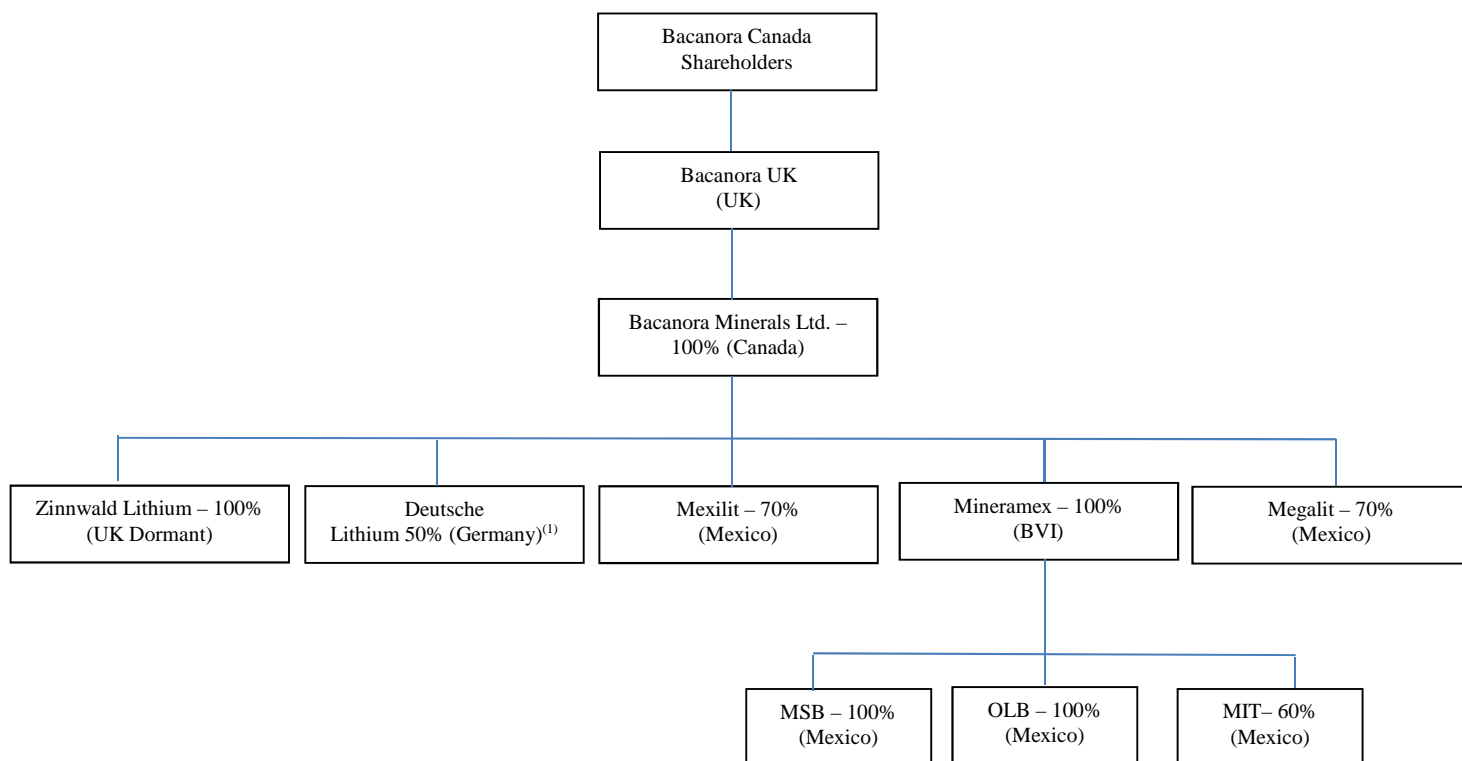 Bacanora Canada
Shareholders
Bacanora UK
(UK)
Bacanora Minerals Ltd. –
100% (Canada)
Zinnwald Lithium – 100%
(UK Dormant)
Deutsche
Lithium 50% (Germany)(1)
Mexilit – 70%
(Mexico)
Mineramex – 100%
(BVI)
Megalit – 70%
(Mexico)
MSB – 100%
(Mexico)
OLB – 100%
(Mexico)
MIT– 60%
(Mexico)